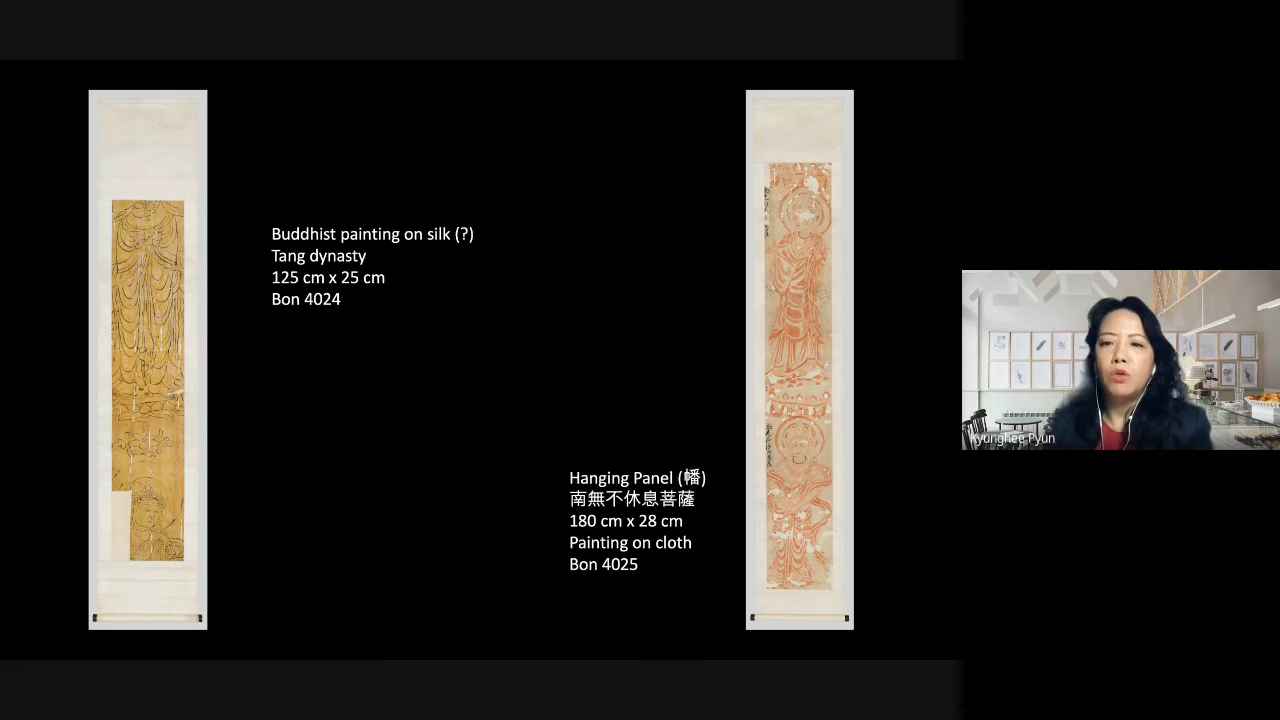 Buddhist painting on silk (?)
Tang dynasty
125 cm x 25 cm
Bon 4024
Hanging Panel (幡)
南無不休息菩薩
180 cm x 28 cm
Painting on cloth
Bon 4025
Kyunghee Pyun